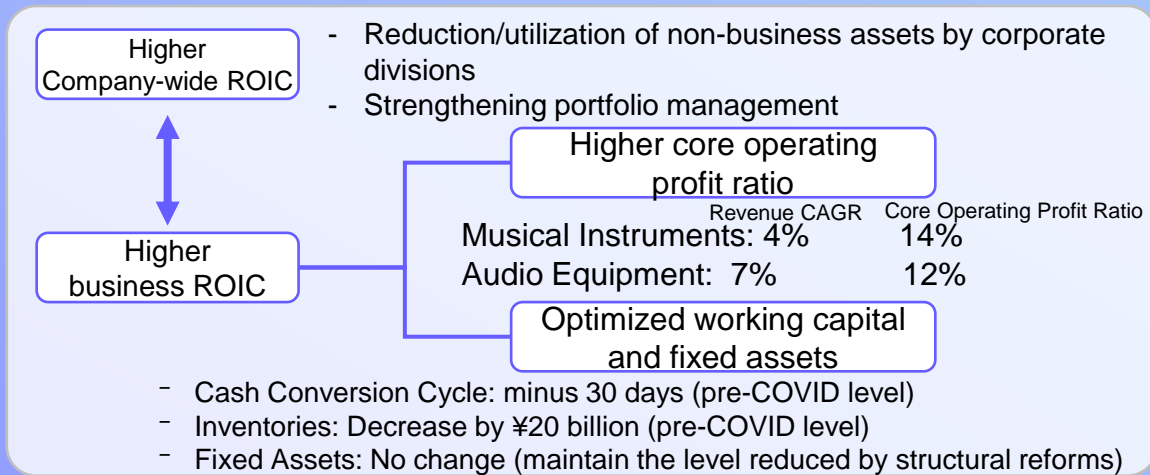 Higher
Company-wide ROIC
- Reduction/utilization of non-business assets by corporate
divisions
- Strengthening portfolio management
Higher core operating
profit ratio
Revenue CAGR Core Operating Profit Ratio
Musical Instruments: 4% 14%
Audio Equipment: 7% 12%
Higher
business ROIC
Optimized working capital
and fixed assets
- Cash Conversion Cycle: minus 30 days (pre-COVID level)
- Inventories: Decrease by ¥20 billion (pre-COVID level)
- Fixed Assets: No change (maintain the level reduced by structural reforms)